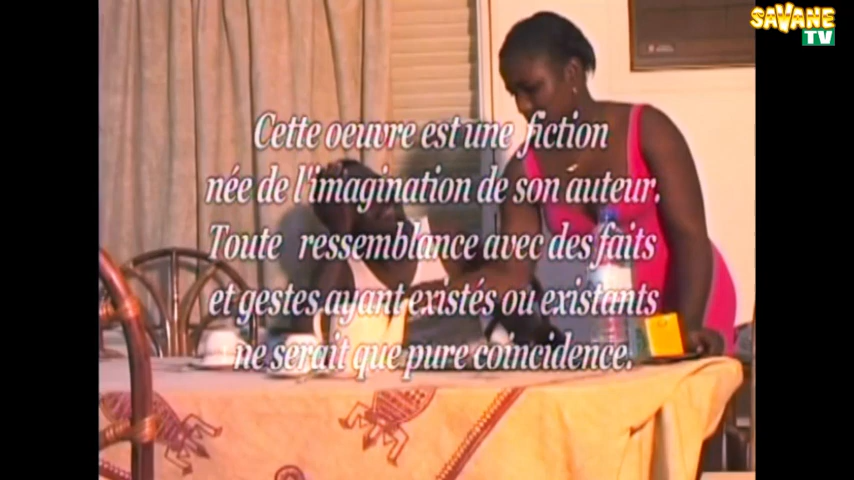 SAVANE
TV
Cette oeuvre est une fiction
née de l'imagination de son auteur.
Toute ressemblance avec des faits
et gestes ayant existés ou existants
ne serait que pure coincidence.